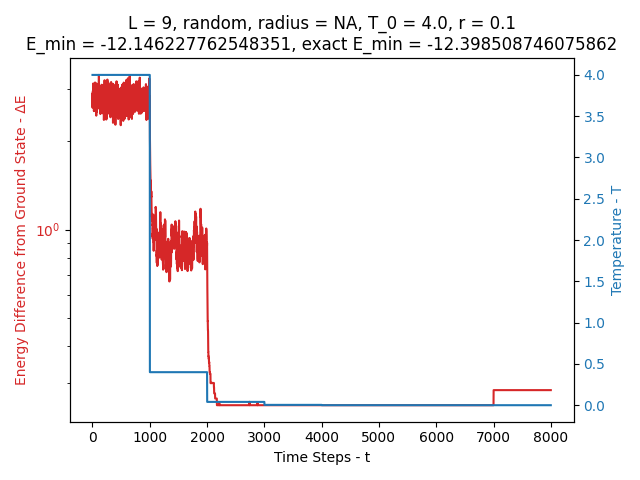 L = 9, random, radius = NA, T_0 = 4.0, r = 0.1
E_min = -12.146227762548351, exact E_min = -12.398508746075862
Energy Difference from Ground State - ΔE
10⁰
4.0
3.5
3.0
2.5
2.0
1.5
1.0
0.5
0.0
Temperature - T
0 1000 2000 3000 4000 5000 6000 7000 8000
Time Steps - t